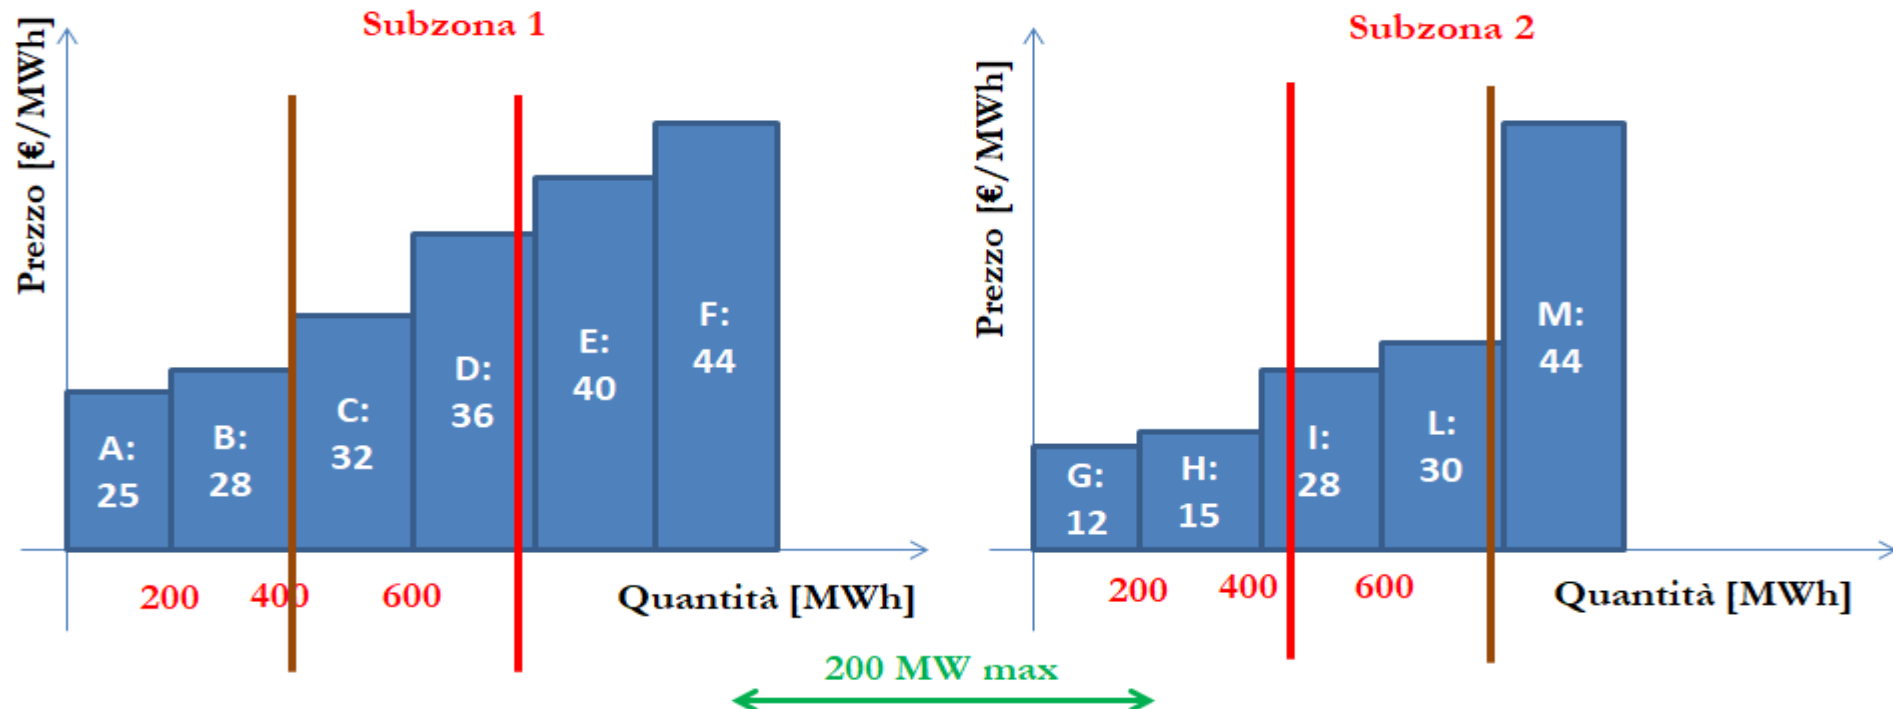 Subzona 1
Prezzo [€/MWh]
A:
25
B:
28
C:
32
D:
36
E:
40
F:
44
200
400
600
Quantità [MWh]
Subzona 2
Prezzo [€/MWh]
G:
12
H:
15
I:
28
L:
30
M:
44
200
400
600
Quantità [MWh]
200 MW max